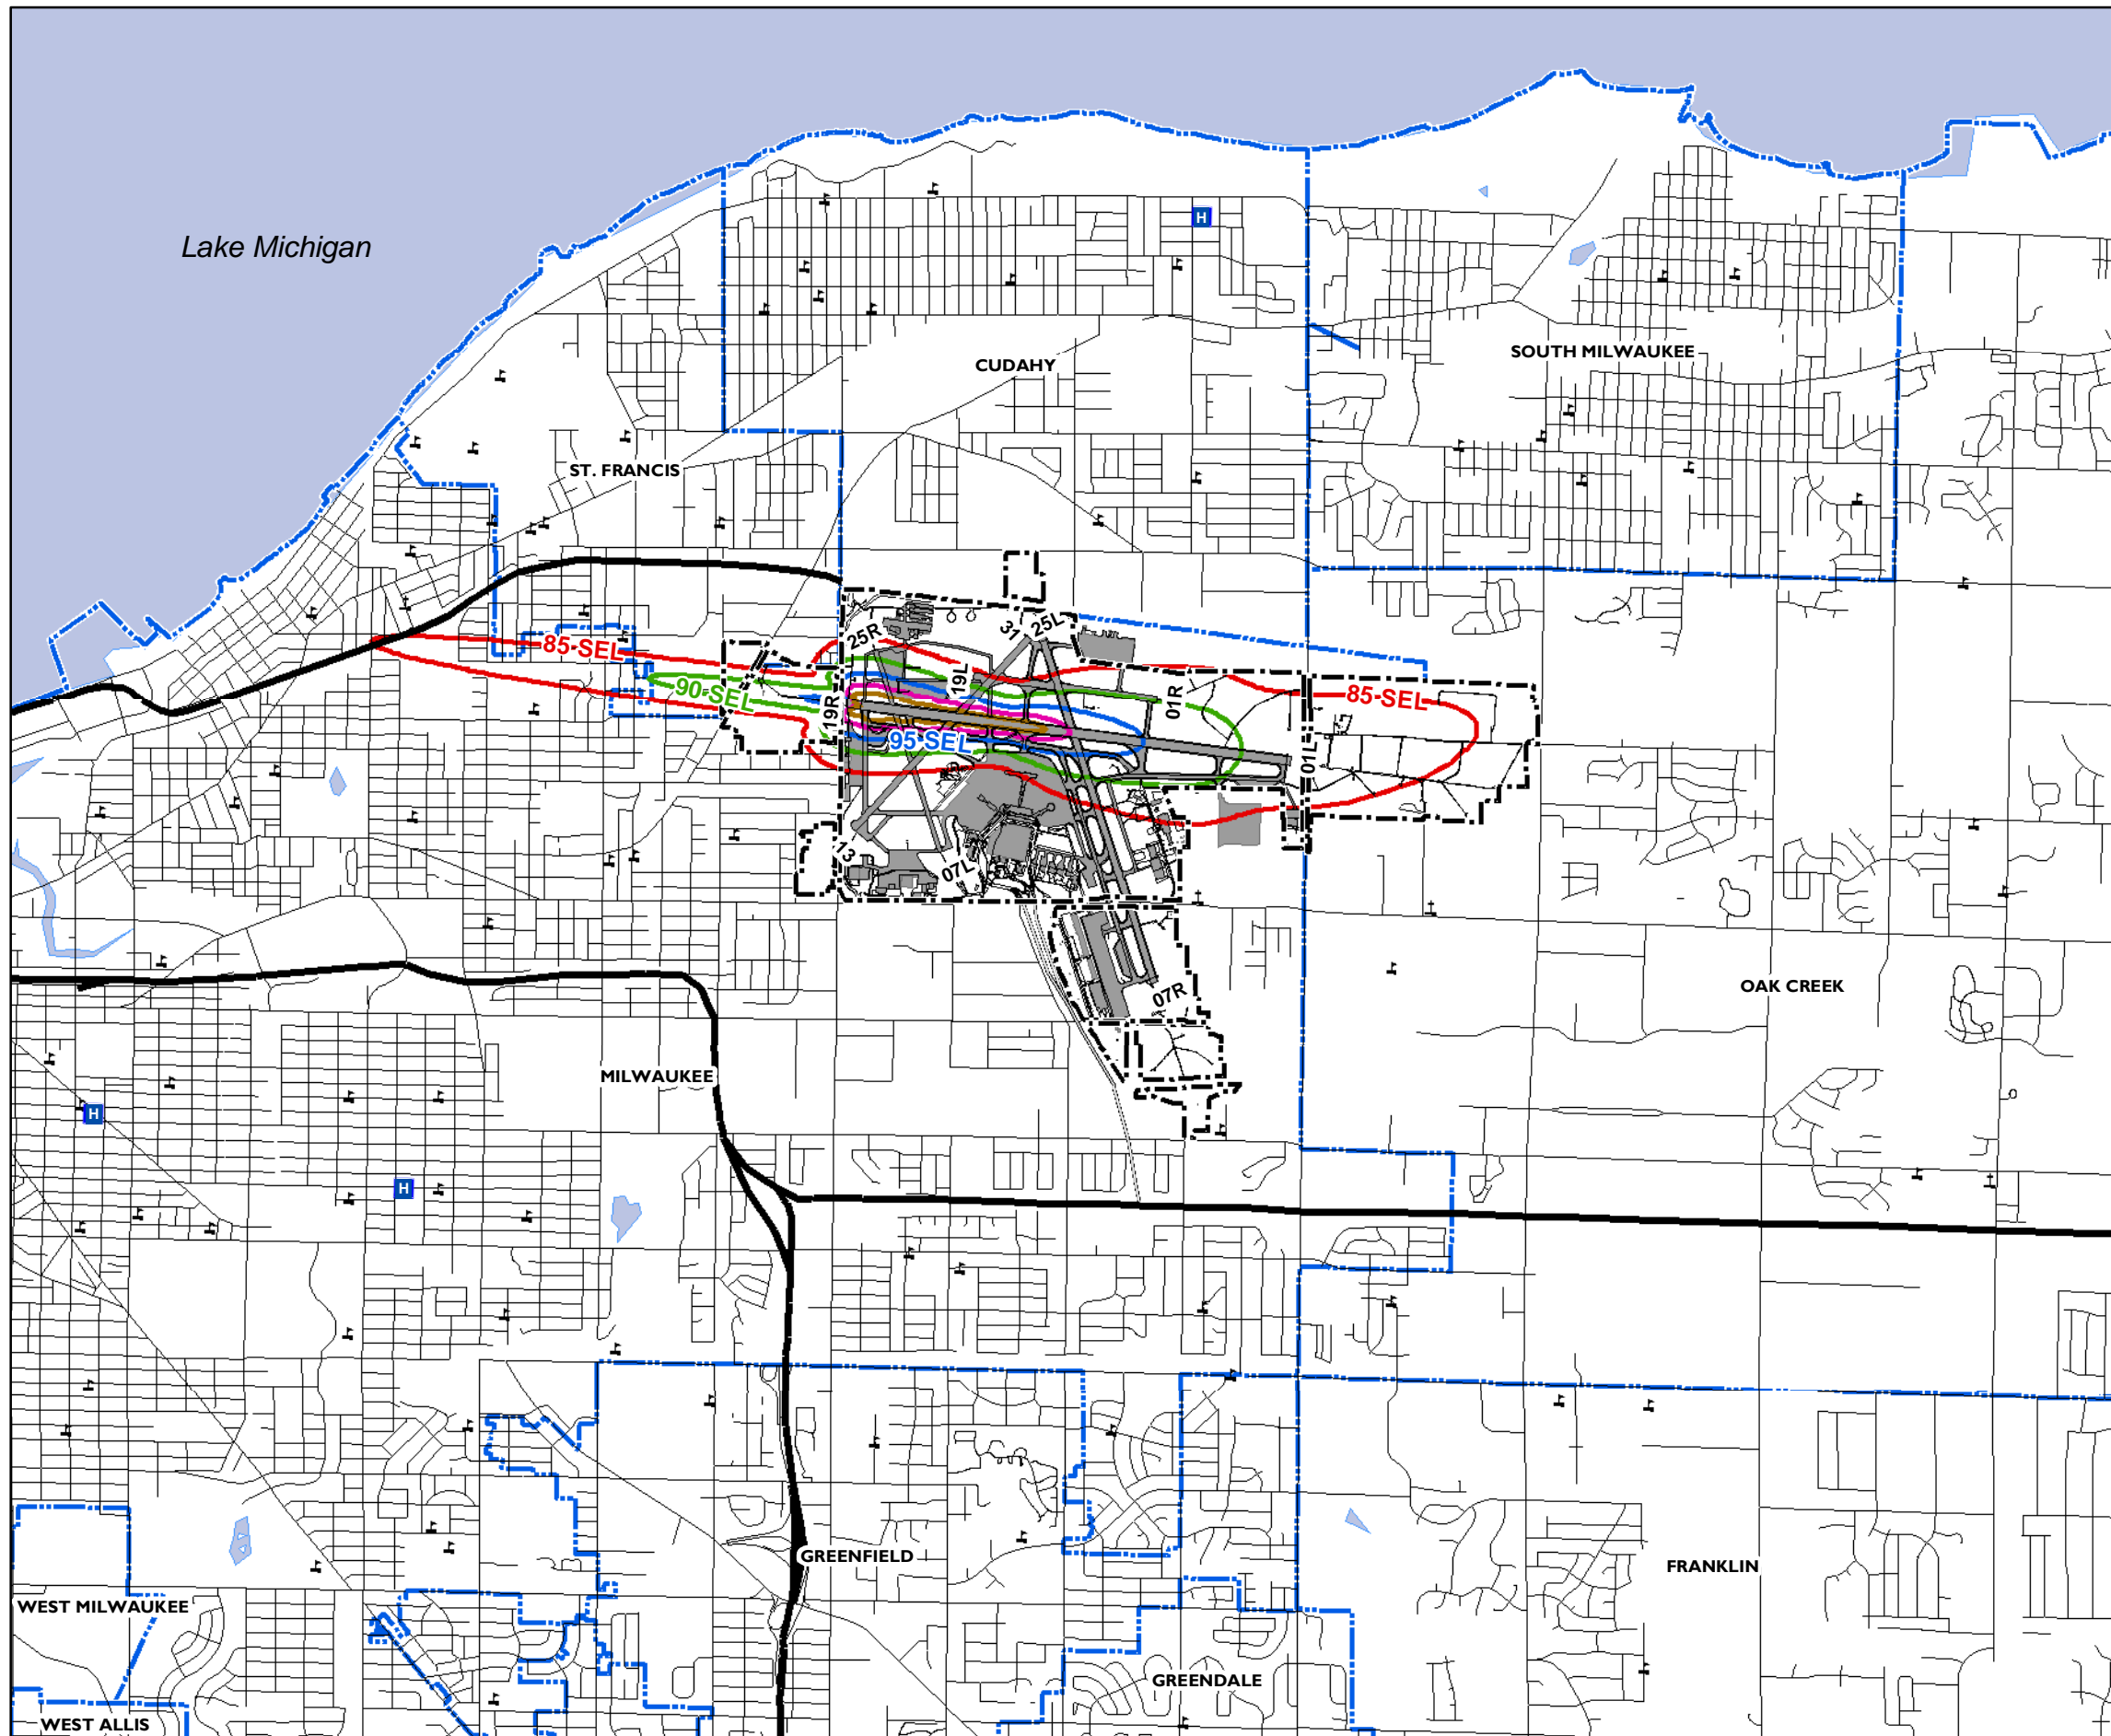 H
Lake Michigan
SOUTH MILWAUKEE
CUDAHY
ST. FRANCIS
25R
31
25L
85 SEL
19L
90 SEL
01R
85 SEL
19R
95 SEL
01L
13
07L
OAK CREEK
07R
MILWAUKEE
H
H
GREENFIELD
FRANKLIN
WEST MILWAUKEE
GREENDALE
WEST ALLIS